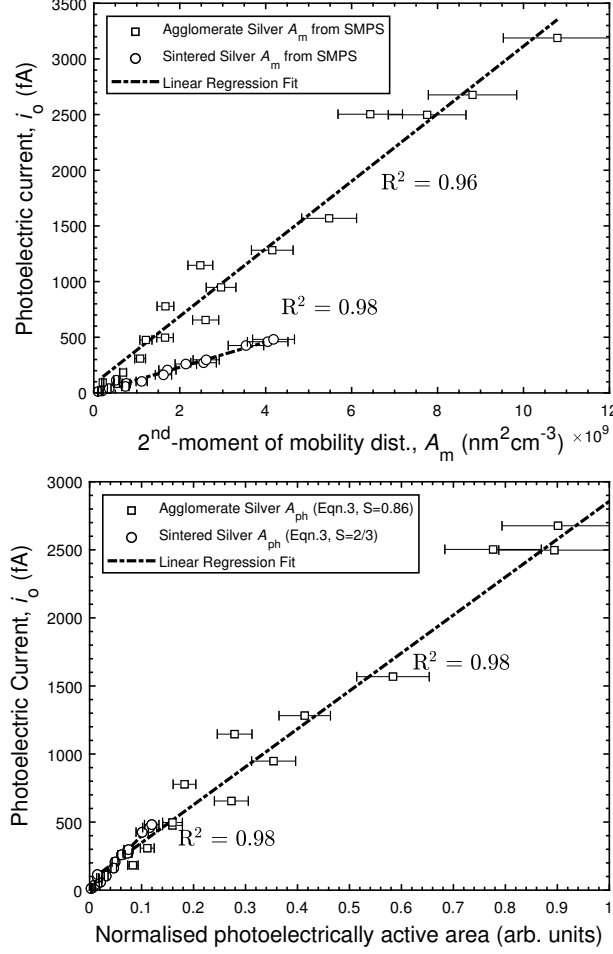 3500
3000
2500
2000
1500
1000
500
0
Photoelectric current, i_o (fA)
Agglomerate Silver A_m from SMPS
Sintered Silver A_m from SMPS
Linear Regression Fit
R² = 0.96
R² = 0.98
0 2 4 6 8 10 12
2^nd-moment of mobility dist., A_m (nm²cm⁻³) ×10⁹
3000
2500
2000
1500
1000
500
0
Photoelectric Current, i_o (fA)
Agglomerate Silver A_ph (Eqn.3, S=0.86)
Sintered Silver A_ph (Eqn.3, S=2/3)
Linear Regression Fit
R² = 0.98
R² = 0.98
0 0.1 0.2 0.3 0.4 0.5 0.6 0.7 0.8 0.9 1
Normalised photoelectrically active area (arb. units)